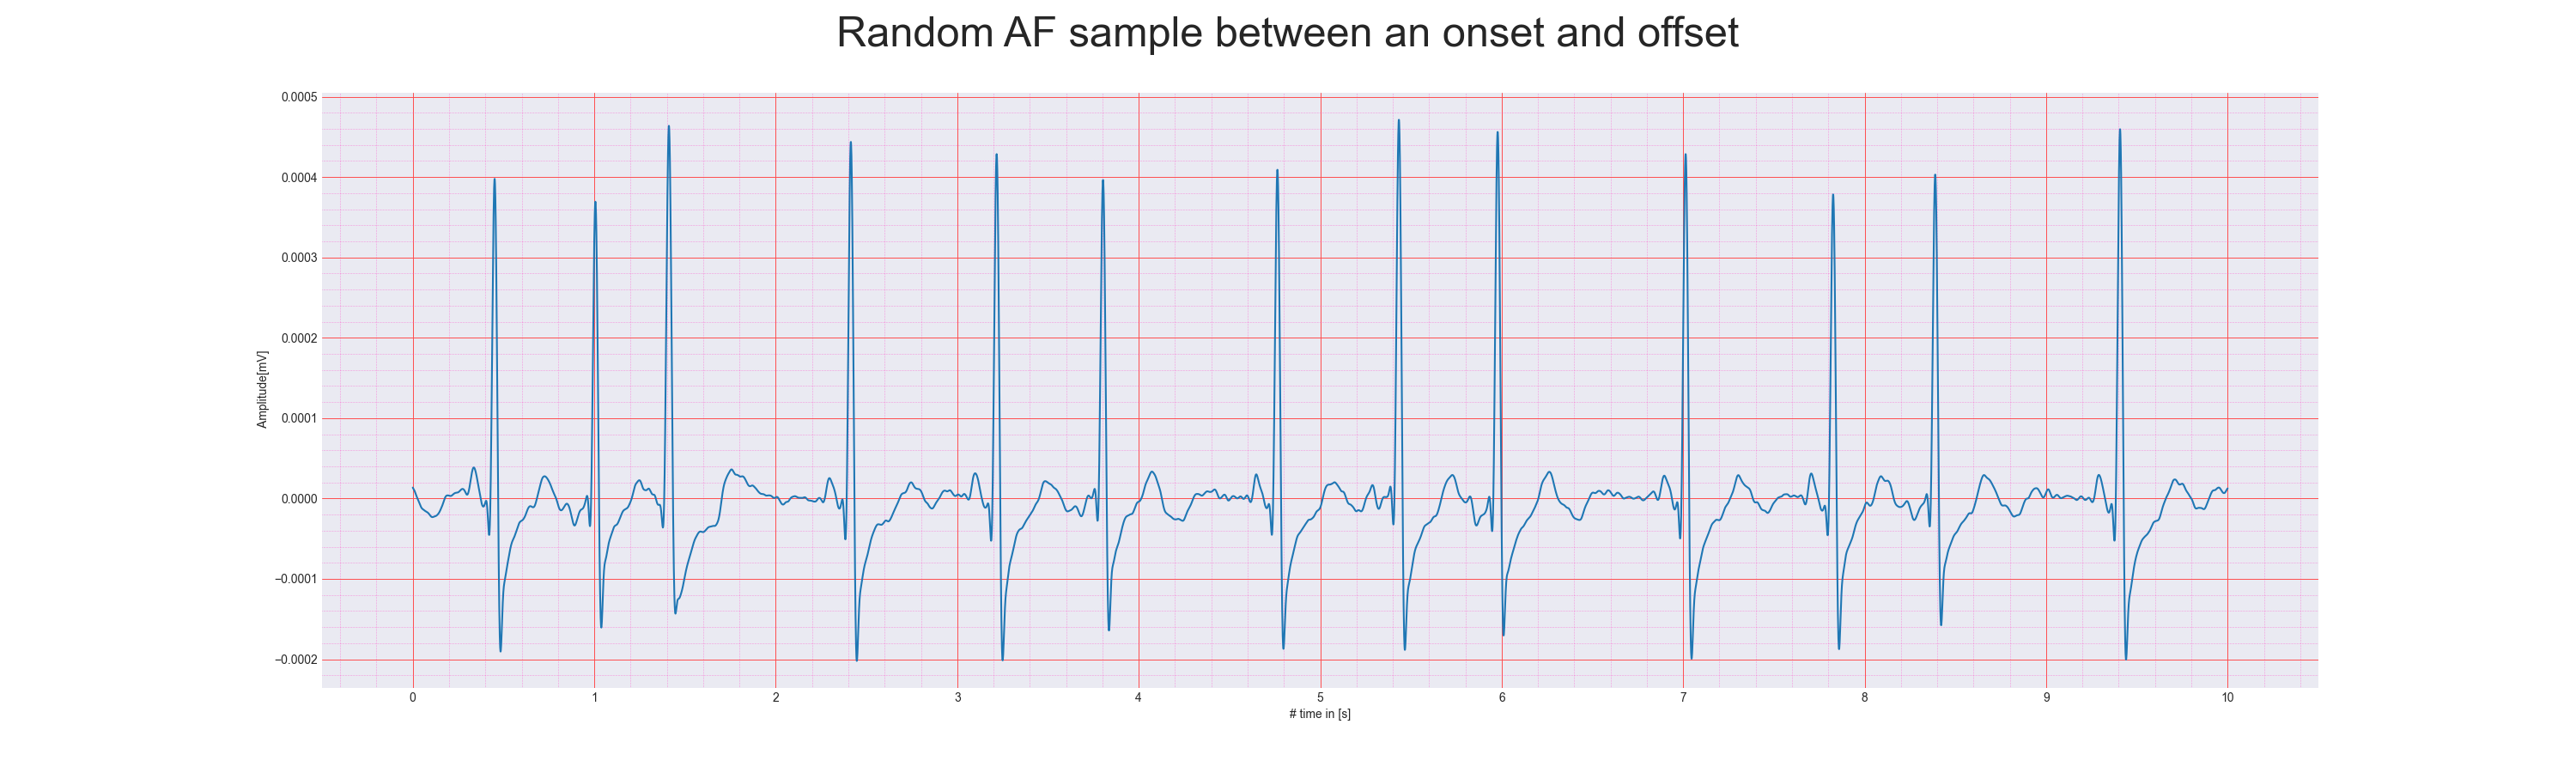 Random AF sample between an onset and offset
0.0005
0.0004
0.0003
0.0002
0.0001
0.0000
−0.0001
−0.0002
Amplitude[mV]
0 1 2 3 4 5 6 7 8 9 10
# time in [s]